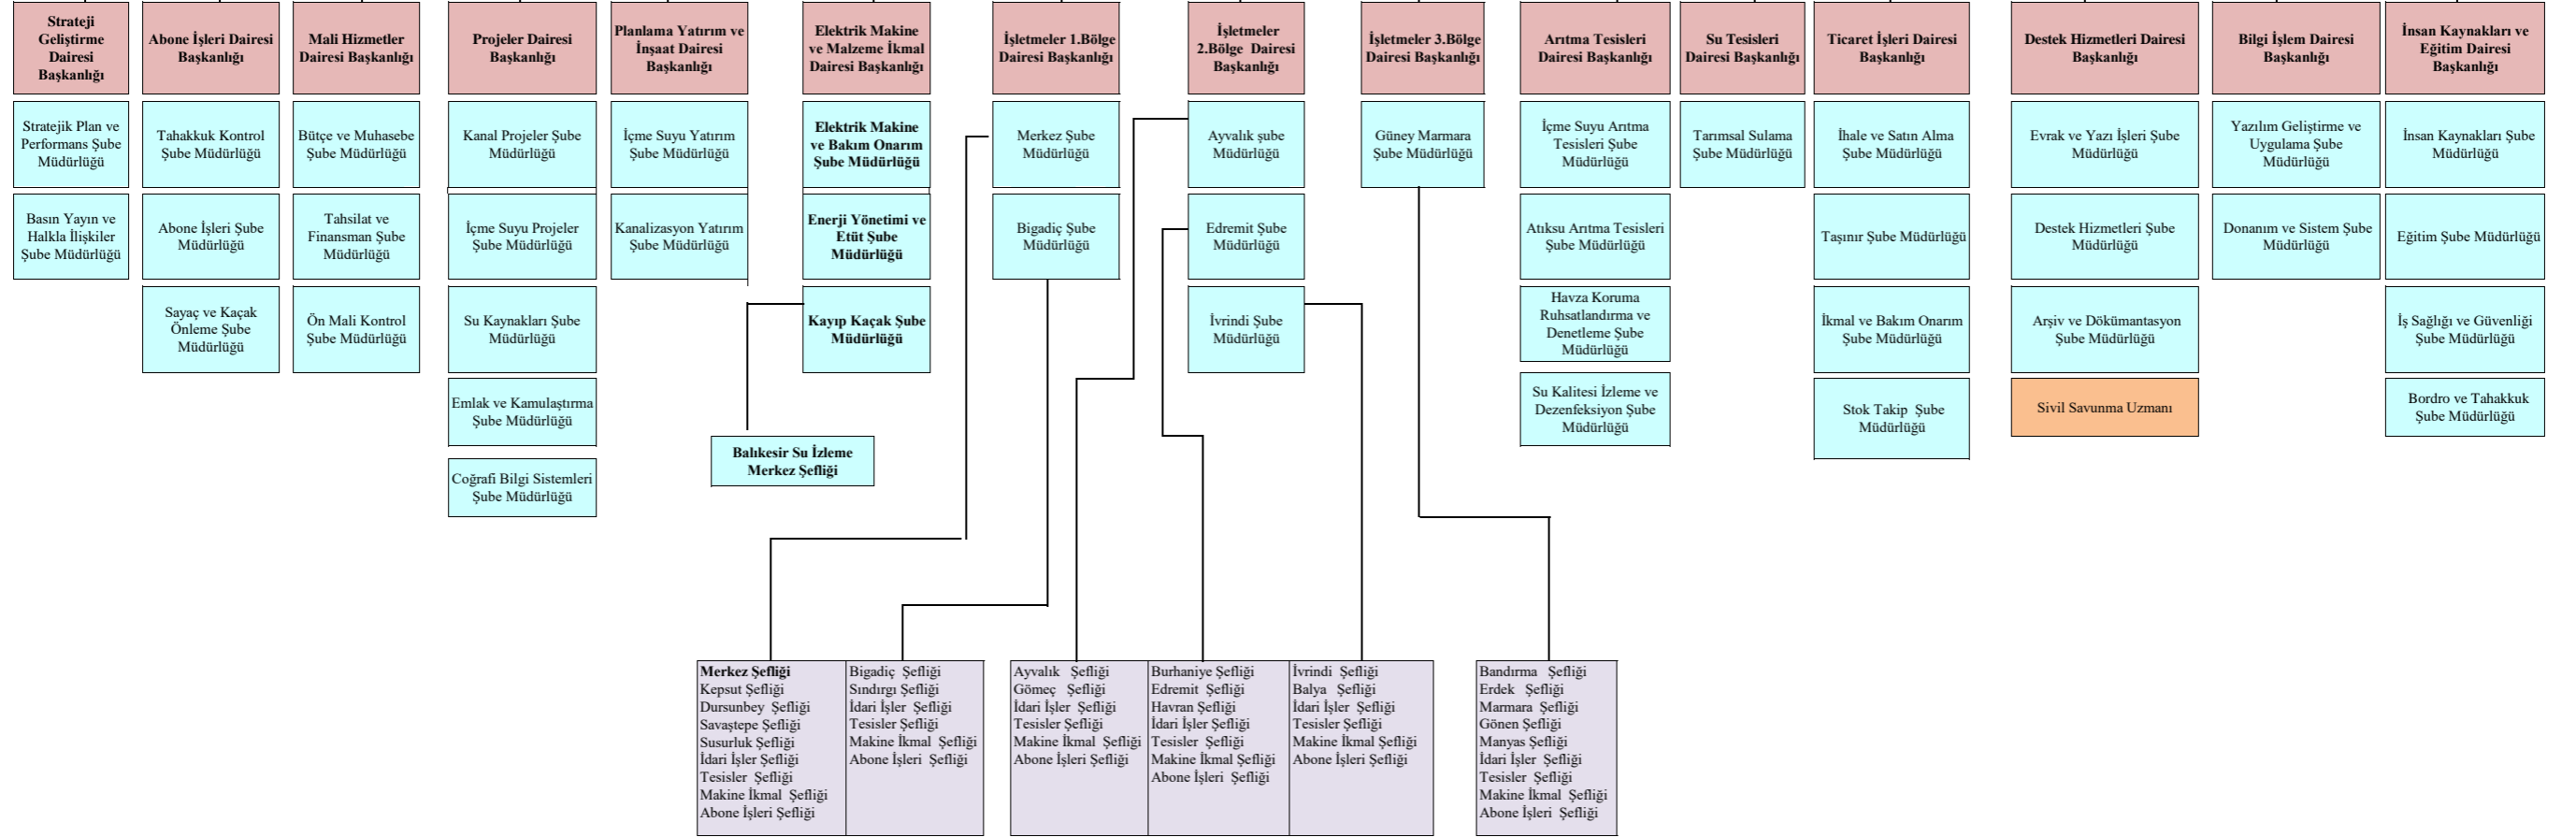 Strateji
Geliştirme
Dairesi
Başkanlığı
Abone İşleri Dairesi
Başkanlığı
Mali Hizmetler
Dairesi Başkanlığı
Projeler Dairesi
Başkanlığı
Planlama Yatırım ve
İnşaat Dairesi
Başkanlığı
Elektrik Makine
ve Malzeme İkmal
Dairesi Başkanlığı
İşletmeler 1.Bölge
Dairesi Başkanlığı
İşletmeler
2.Bölge Dairesi
Başkanlığı
İşletmeler 3.Bölge
Dairesi Başkanlığı
Arıtma Tesisleri
Dairesi Başkanlığı
Su Tesisleri
Dairesi Başkanlığı
Ticaret İşleri Dairesi
Başkanlığı
Destek Hizmetleri Dairesi
Başkanlığı
Bilgi İşlem Dairesi
Başkanlığı
İnsan Kaynakları ve
Eğitim Dairesi
Başkanlığı
Stratejik Plan ve
Performans Şube
Müdürlüğü
Tahakkuk Kontrol
Şube Müdürlüğü
Bütçe ve Muhasebe
Şube Müdürlüğü
Kanal Projeler Şube
Müdürlüğü
İçme Suyu Yatırım
Şube Müdürlüğü
Elektrik Makine
ve Bakım Onarım
Şube Müdürlüğü
Merkez Şube
Müdürlüğü
Ayvalık şube
Müdürlüğü
Güney Marmara
Şube Müdürlüğü
İçme Suyu Arıtma
Tesisleri Şube
Müdürlüğü
Tarımsal Sulama
Şube Müdürlüğü
İhale ve Satın Alma
Şube Müdürlüğü
Evrak ve Yazı İşleri Şube
Müdürlüğü
Yazılım Geliştirme ve
Uygulama Şube
Müdürlüğü
İnsan Kaynakları Şube
Müdürlüğü
Basın Yayın ve
Halkla İlişkiler
Şube Müdürlüğü
Abone İşleri Şube
Müdürlüğü
Tahsilat ve
Finansman Şube
Müdürlüğü
İçme Suyu Projeler
Şube Müdürlüğü
Kanalizasyon Yatırım
Şube Müdürlüğü
Enerji Yönetimi ve
Etüt Şube
Müdürlüğü
Bigadiç Şube
Müdürlüğü
Edremit Şube
Müdürlüğü
Atıksu Arıtma Tesisleri
Şube Müdürlüğü
Taşınır Şube Müdürlüğü
Destek Hizmetleri Şube
Müdürlüğü
Donanım ve Sistem Şube
Müdürlüğü
Eğitim Şube Müdürlüğü
Sayaç ve Kaçak
Önleme Şube
Müdürlüğü
Ön Mali Kontrol
Şube Müdürlüğü
Su Kaynakları Şube
Müdürlüğü
Kayıp Kaçak Şube
Müdürlüğü
İvrindi Şube
Müdürlüğü
Havza Koruma
Ruhsatlandırma ve
Denetleme Şube
Müdürlüğü
İkmal ve Bakım Onarım
Şube Müdürlüğü
Arşiv ve Dökümantasyon
Şube Müdürlüğü
İş Sağlığı ve Güvenliği
Şube Müdürlüğü
Emlak ve Kamulaştırma
Şube Müdürlüğü
Su Kalitesi İzleme ve
Dezenfeksiyon Şube
Müdürlüğü
Stok Takip Şube
Müdürlüğü
Sivil Savunma Uzmanı
Bordro ve Tahakkuk
Şube Müdürlüğü
Balıkesir Su İzleme
Merkez Şefliği
Coğrafi Bilgi Sistemleri
Şube Müdürlüğü
Merkez Şefliği
Kepsut Şefliği
Dursunbey Şefliği
Savaştepe Şefliği
Susurluk Şefliği
İdari İşler Şefliği
Tesisler Şefliği
Makine İkmal Şefliği
Abone İşleri Şefliği
Bigadiç Şefliği
Sındırgı Şefliği
İdari İşler Şefliği
Tesisler Şefliği
Makine İkmal Şefliği
Abone İşleri Şefliği
Ayvalık Şefliği
Gömeç Şefliği
İdari İşler Şefliği
Tesisler Şefliği
Makine İkmal Şefliği
Abone İşleri Şefliği
Burhaniye Şefliği
Edremit Şefliği
Havran Şefliği
İdari İşler Şefliği
Tesisler Şefliği
Makine İkmal Şefliği
Abone İşleri Şefliği
İvrindi Şefliği
Balya Şefliği
İdari İşler Şefliği
Tesisler Şefliği
Makine İkmal Şefliği
Abone İşleri Şefliği
Bandırma Şefliği
Erdek Şefliği
Marmara Şefliği
Gönen Şefliği
Manyas Şefliği
İdari İşler Şefliği
Tesisler Şefliği
Makine İkmal Şefliği
Abone İşleri Şefliği